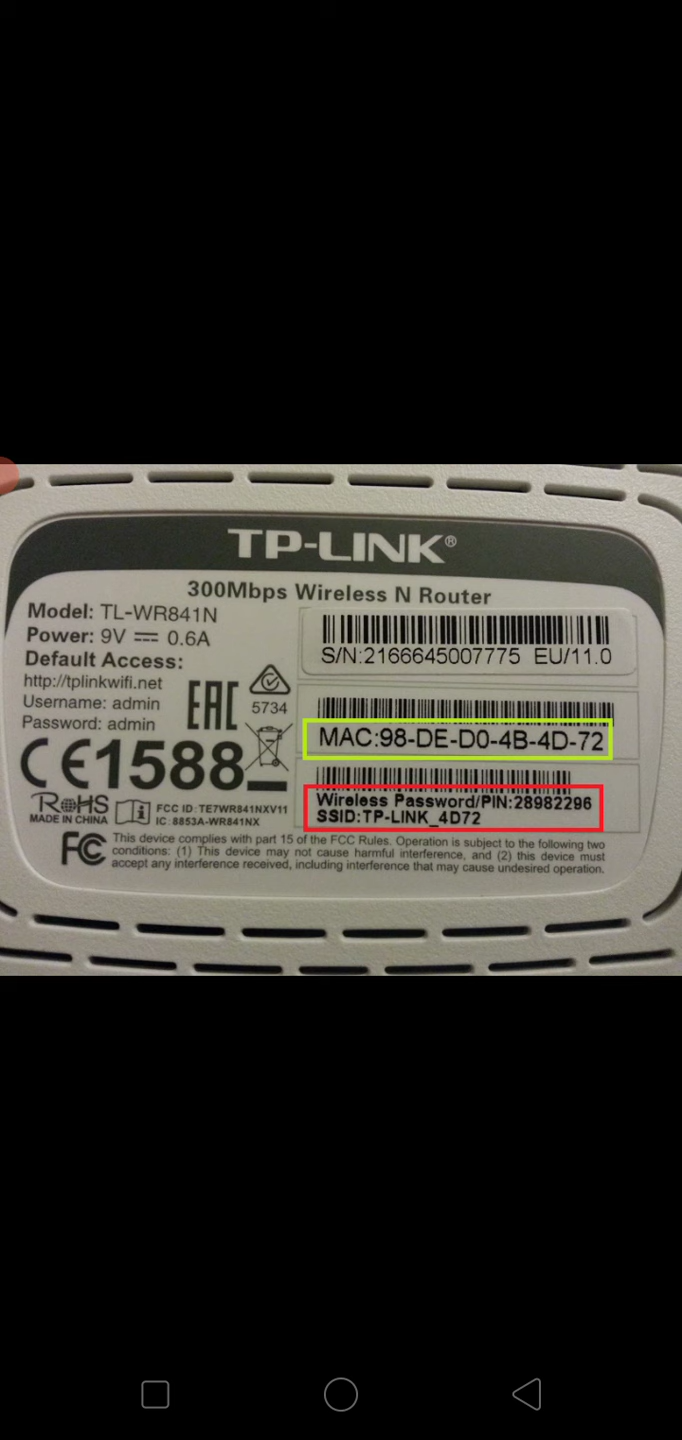 TP-LINK®
300Mbps Wireless N Router
Model: TL-WR841N
Power: 9V ⎓ 0.6A
Default Access:
http://tplinkwifi.net
Username: admin
Password: admin
EAC
5734
CE1588
RoHS
MADE IN CHINA
FCC ID: TE7WR841NXV11
IC: 8853A-WR841NX
S/N:2166645007775 EU/11.0
MAC:98-DE-D0-4B-4D-72
Wireless Password/PIN:28982296
SSID:TP-LINK_4D72
FC This device complies with part 15 of the FCC Rules. Operation is subject to the following two
conditions: (1) This device may not cause harmful interference, and (2) this device must
accept any interference received, including interference that may cause undesired operation.